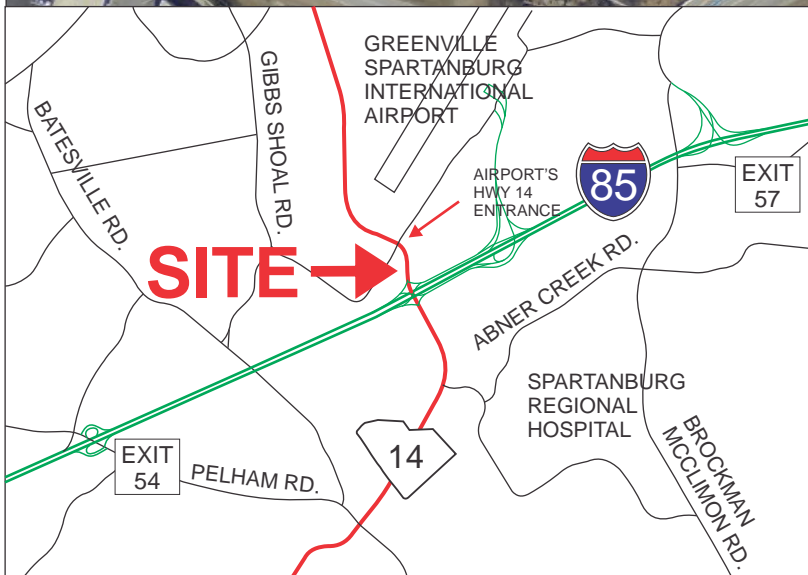 GREENVILLE
SPARTANBURG
INTERNATIONAL
AIRPORT
GIBBS SHOAL RD.
BATESVILLE RD.
AIRPORT'S
HWY 14
ENTRANCE
85
EXIT
57
SITE
ABNER CREEK RD.
SPARTANBURG
REGIONAL
HOSPITAL
BROCKMAN
MCCLIMON RD.
14
EXIT
54
PELHAM RD.